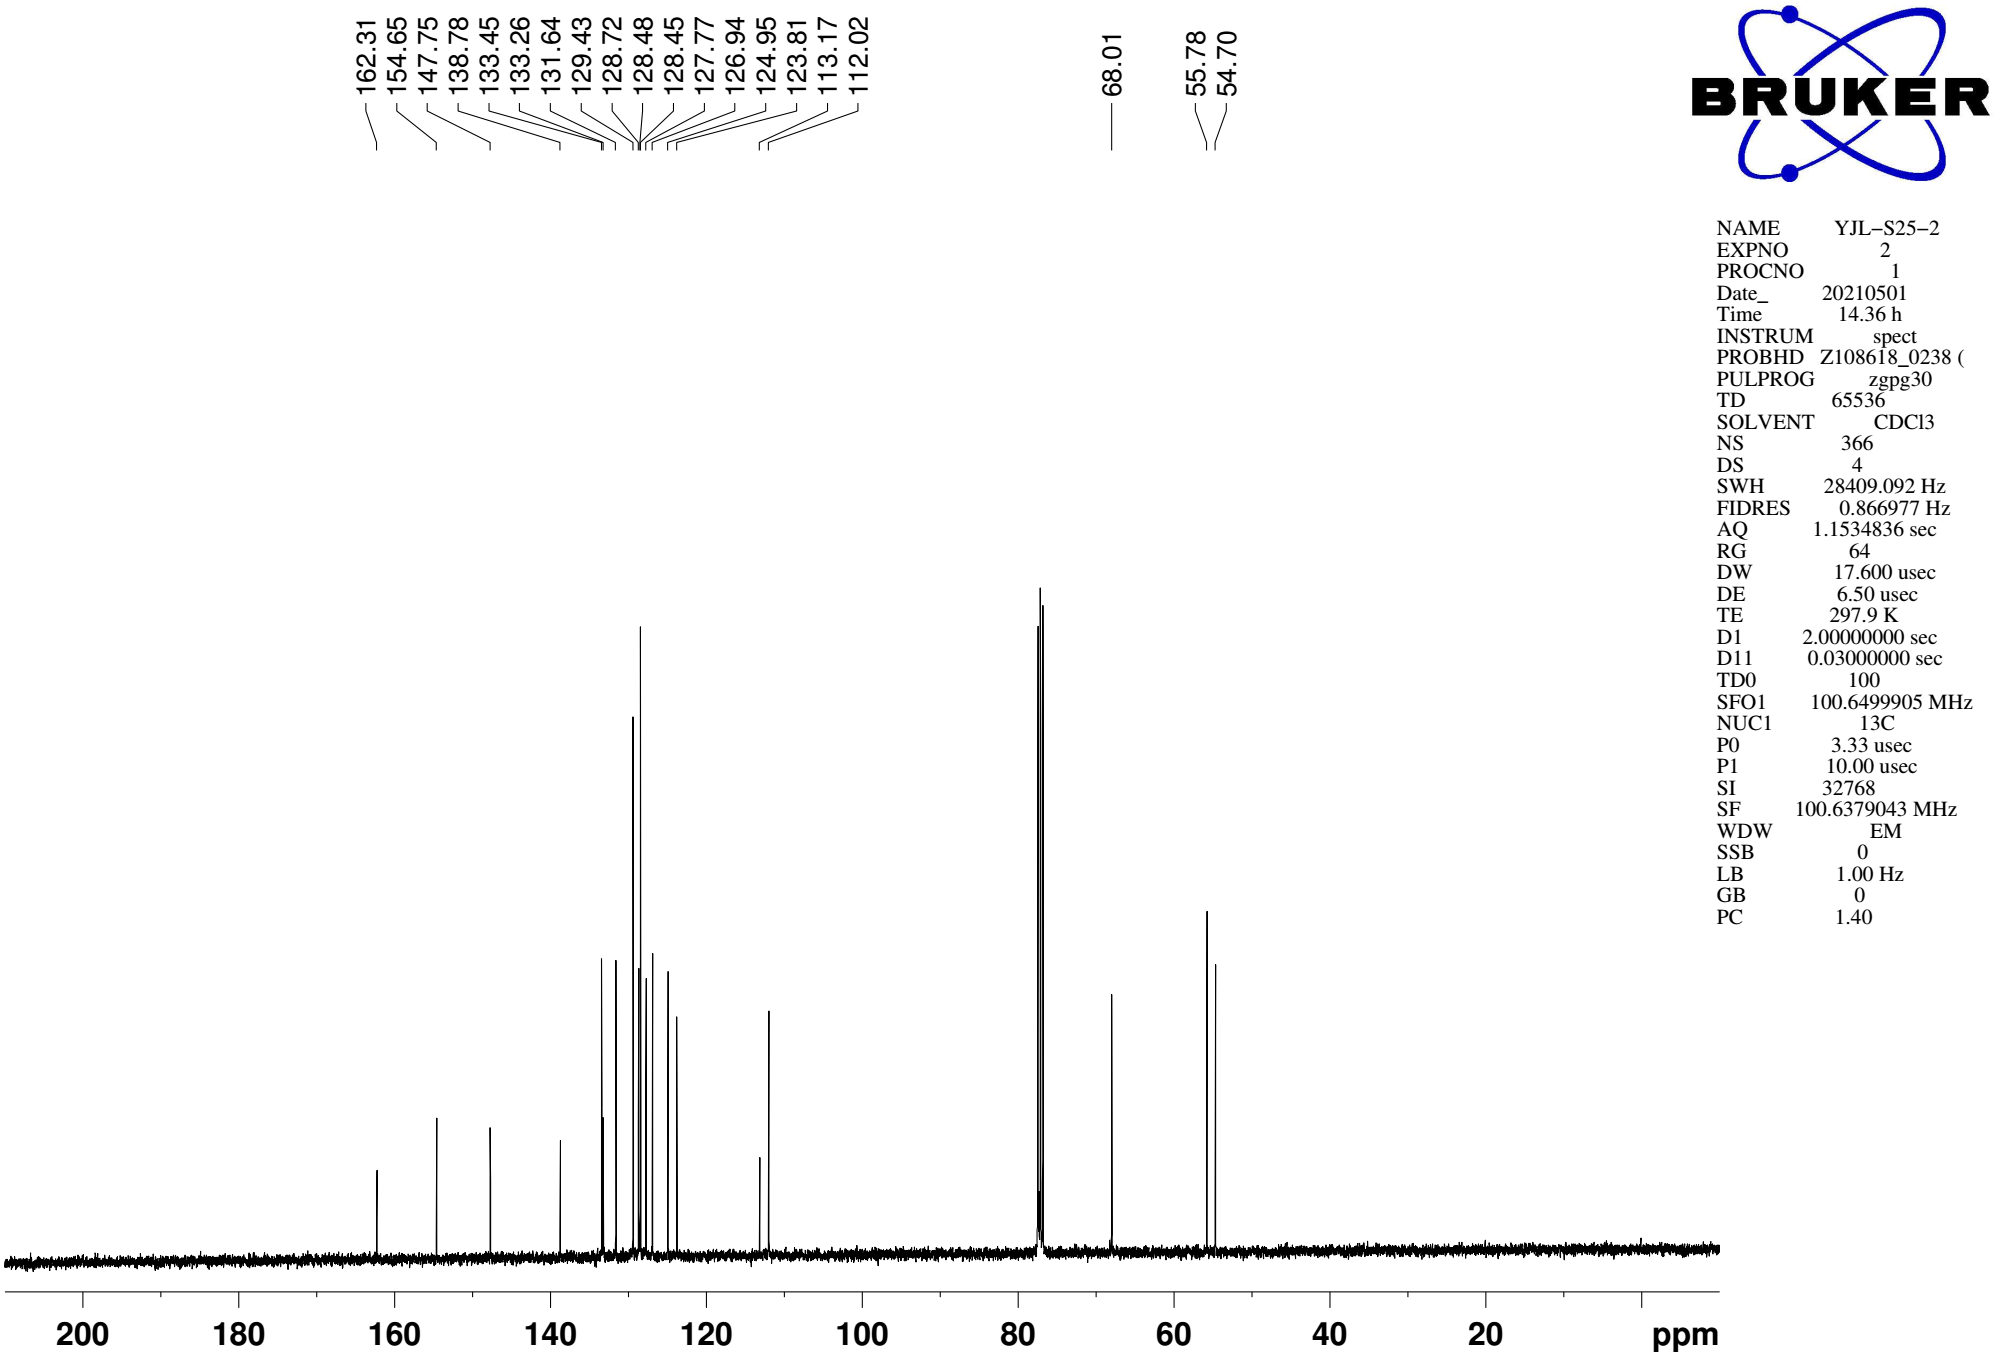 162.31
154.65
147.75
138.78
133.45
133.26
131.64
129.43
128.72
128.48
128.45
127.77
126.94
124.95
123.81
113.17
112.02
68.01
55.78
54.70
BRUKER
NAME YJL-S25-2
EXPNO 2
PROCNO 1
Date_ 20210501
Time 14.36 h
INSTRUM spect
PROBHD Z108618_0238 (
PULPROG zgpg30
TD 65536
SOLVENT CDCl3
NS 366
DS 4
SWH 28409.092 Hz
FIDRES 0.866977 Hz
AQ 1.1534836 sec
RG 64
DW 17.600 usec
DE 6.50 usec
TE 297.9 K
D1 2.00000000 sec
D11 0.03000000 sec
TD0 100
SFO1 100.6499905 MHz
NUC1 13C
P0 3.33 usec
P1 10.00 usec
SI 32768
SF 100.6379043 MHz
WDW EM
SSB 0
LB 1.00 Hz
GB 0
PC 1.40
200 180 160 140 120 100 80 60 40 20 ppm